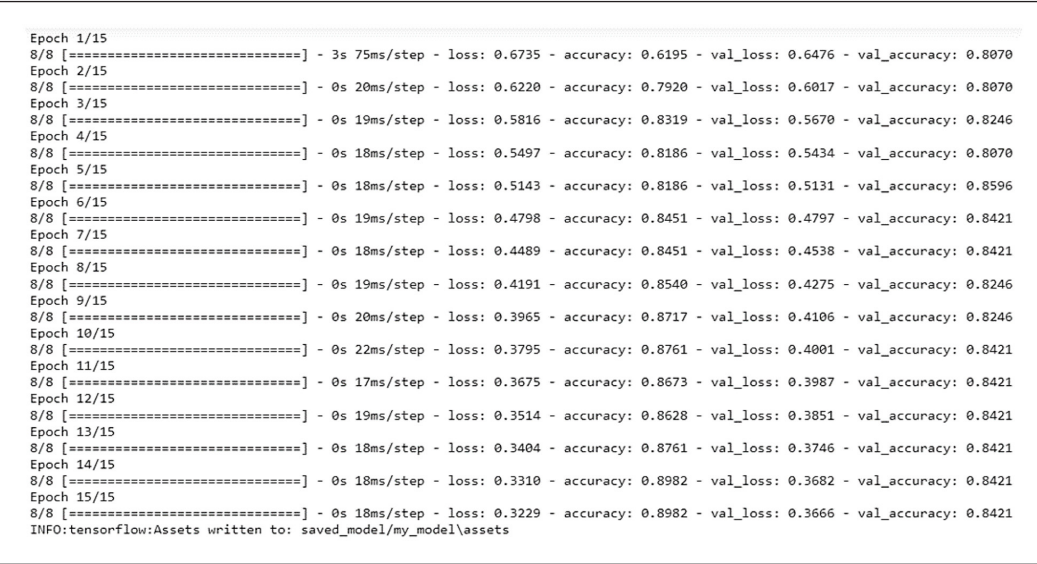 Epoch 1/15
8/8 [==============================] - 3s 75ms/step - loss: 0.6735 - accuracy: 0.6195 - val_loss: 0.6476 - val_accuracy: 0.8070
Epoch 2/15
8/8 [==============================] - 0s 20ms/step - loss: 0.6220 - accuracy: 0.7920 - val_loss: 0.6017 - val_accuracy: 0.8070
Epoch 3/15
8/8 [==============================] - 0s 19ms/step - loss: 0.5816 - accuracy: 0.8319 - val_loss: 0.5670 - val_accuracy: 0.8246
Epoch 4/15
8/8 [==============================] - 0s 18ms/step - loss: 0.5497 - accuracy: 0.8186 - val_loss: 0.5434 - val_accuracy: 0.8070
Epoch 5/15
8/8 [==============================] - 0s 18ms/step - loss: 0.5143 - accuracy: 0.8186 - val_loss: 0.5131 - val_accuracy: 0.8596
Epoch 6/15
8/8 [==============================] - 0s 19ms/step - loss: 0.4798 - accuracy: 0.8451 - val_loss: 0.4797 - val_accuracy: 0.8421
Epoch 7/15
8/8 [==============================] - 0s 18ms/step - loss: 0.4489 - accuracy: 0.8451 - val_loss: 0.4538 - val_accuracy: 0.8421
Epoch 8/15
8/8 [==============================] - 0s 19ms/step - loss: 0.4191 - accuracy: 0.8540 - val_loss: 0.4275 - val_accuracy: 0.8246
Epoch 9/15
8/8 [==============================] - 0s 20ms/step - loss: 0.3965 - accuracy: 0.8717 - val_loss: 0.4106 - val_accuracy: 0.8246
Epoch 10/15
8/8 [==============================] - 0s 22ms/step - loss: 0.3795 - accuracy: 0.8761 - val_loss: 0.4001 - val_accuracy: 0.8421
Epoch 11/15
8/8 [==============================] - 0s 17ms/step - loss: 0.3675 - accuracy: 0.8673 - val_loss: 0.3987 - val_accuracy: 0.8421
Epoch 12/15
8/8 [==============================] - 0s 19ms/step - loss: 0.3514 - accuracy: 0.8628 - val_loss: 0.3851 - val_accuracy: 0.8421
Epoch 13/15
8/8 [==============================] - 0s 18ms/step - loss: 0.3404 - accuracy: 0.8761 - val_loss: 0.3746 - val_accuracy: 0.8421
Epoch 14/15
8/8 [==============================] - 0s 18ms/step - loss: 0.3310 - accuracy: 0.8982 - val_loss: 0.3682 - val_accuracy: 0.8421
Epoch 15/15
8/8 [==============================] - 0s 18ms/step - loss: 0.3229 - accuracy: 0.8982 - val_loss: 0.3666 - val_accuracy: 0.8421
INFO:tensorflow:Assets written to: saved_model/my_model\assets